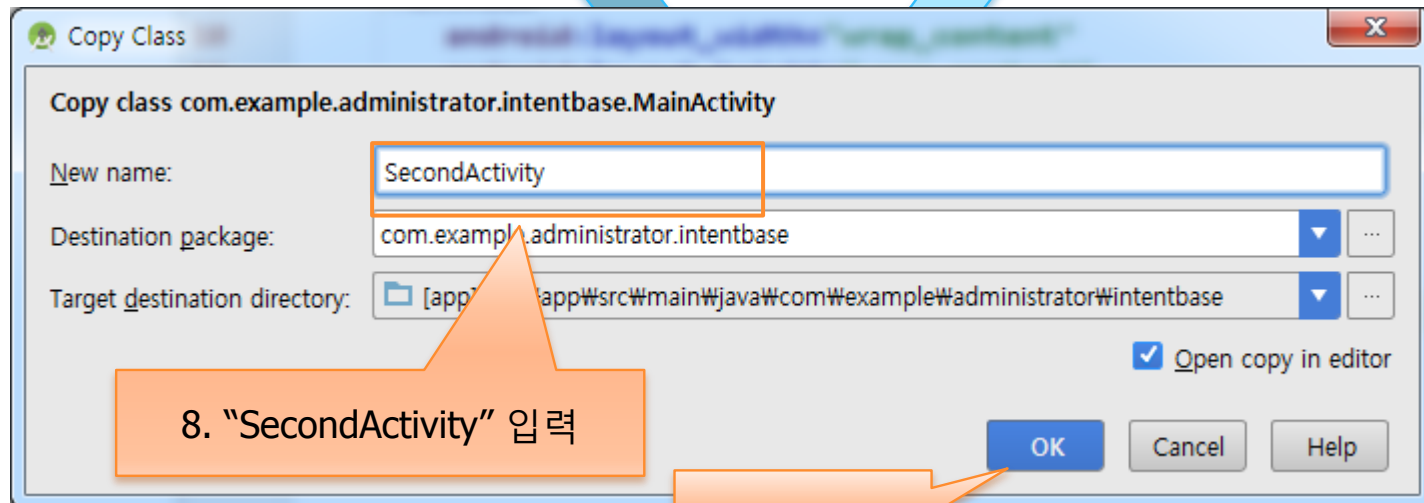 Copy Class
Copy class com.example.administrator.intentbase.MainActivity
New name:
SecondActivity
Destination package:
com.example.administrator.intentbase
...
Target destination directory:
[app] ₩app₩src₩main₩java₩com₩example₩administrator₩intentbase
...
Open copy in editor
8. “SecondActivity” 입력
OK
Cancel
Help